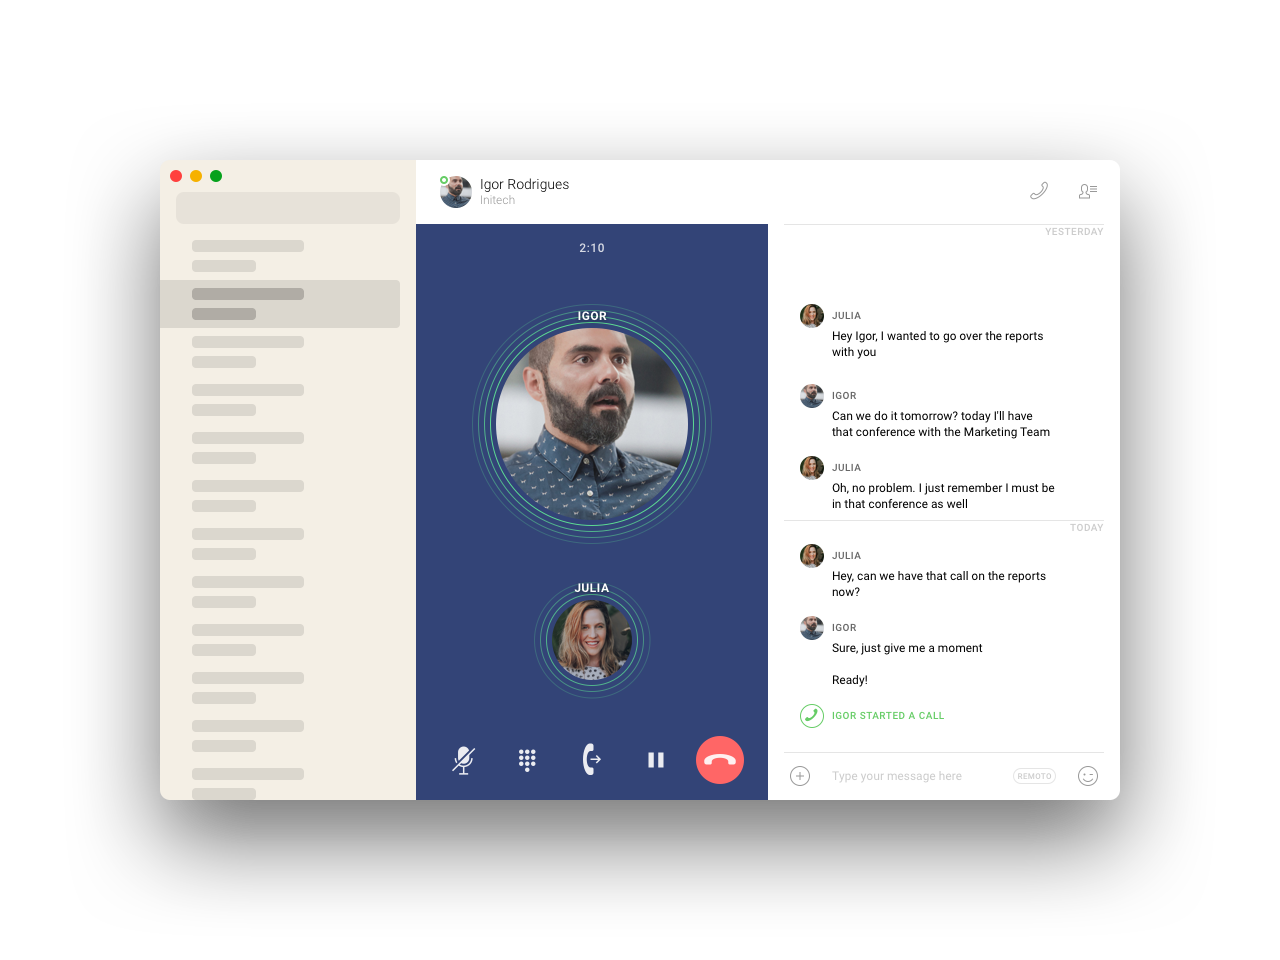 Igor Rodrigues
Initech
2:10
IGOR
JULIA
YESTERDAY
JULIA
Hey Igor, I wanted to go over the reports
with you
IGOR
Can we do it tomorrow? today I'll have
that conference with the Marketing Team
JULIA
Oh, no problem. I just remember I must be
in that conference as well
TODAY
JULIA
Hey, can we have that call on the reports
now?
IGOR
Sure, just give me a moment
Ready!
IGOR STARTED A CALL
Type your message here
REMOTO